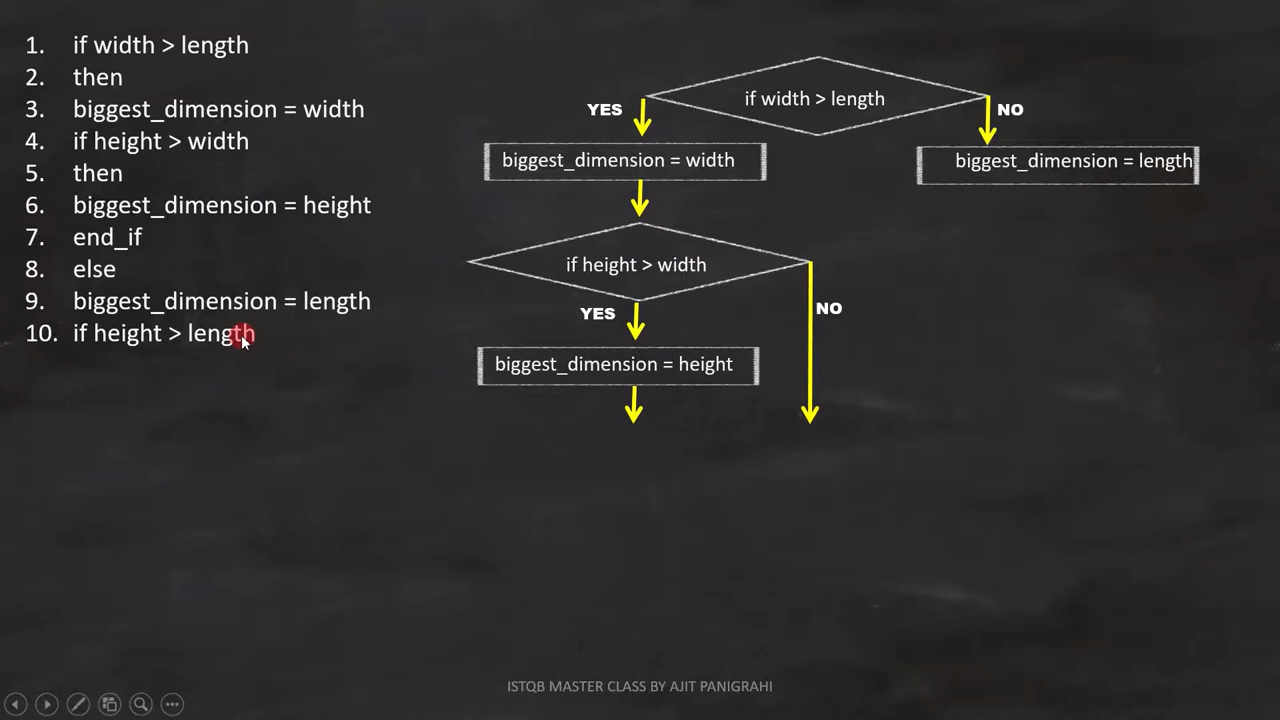 1. if width > length
2. then
3. biggest_dimension = width
4. if height > width
5. then
6. biggest_dimension = height
7. end_if
8. else
9. biggest_dimension = length
10. if height > length
if width > length
YES
NO
biggest_dimension = width
biggest_dimension = length
if height > width
YES
NO
biggest_dimension = height
ISTQB MASTER CLASS BY AJIT PANIGRAHI